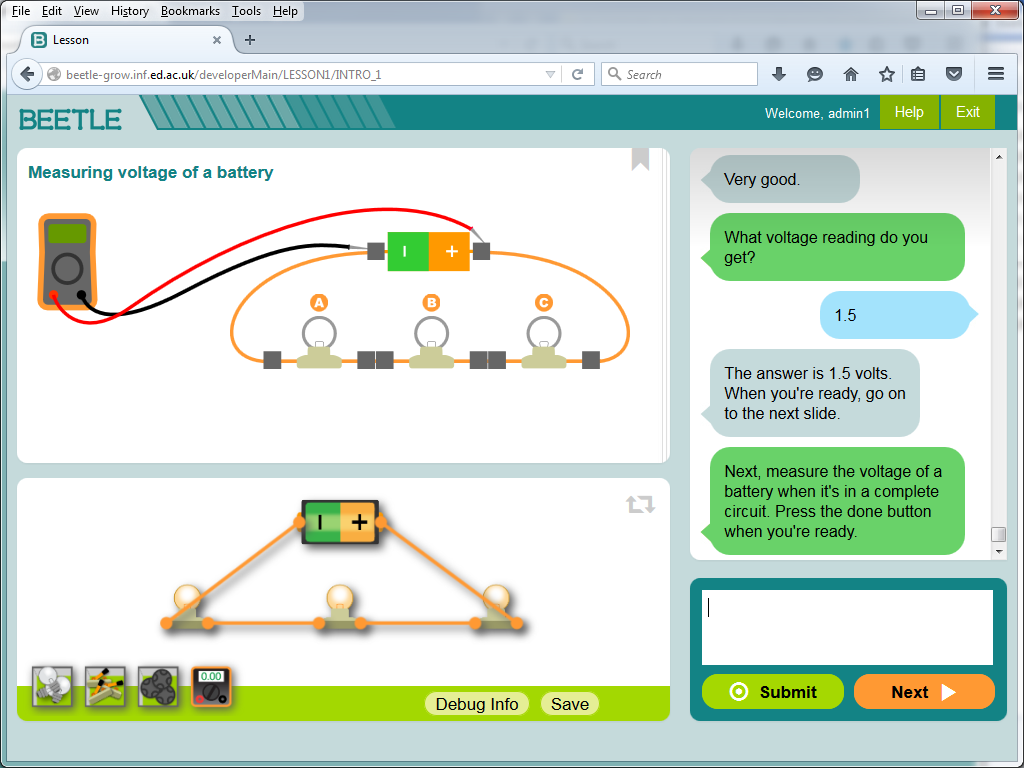 File Edit View History Bookmarks Tools Help
B Lesson
beetle-grow.inf.ed.ac.uk/developerMain/LESSON1/INTRO_1
Search
BEETLE
Welcome, admin1
Help
Exit
Measuring voltage of a battery
I +
A B C
I +
0.00
Debug Info
Save
Very good.
What voltage reading do you
get?
1.5
The answer is 1.5 volts.
When you're ready, go on
to the next slide.
Next, measure the voltage of a
battery when it's in a complete
circuit. Press the done button
when you're ready.
Submit
Next